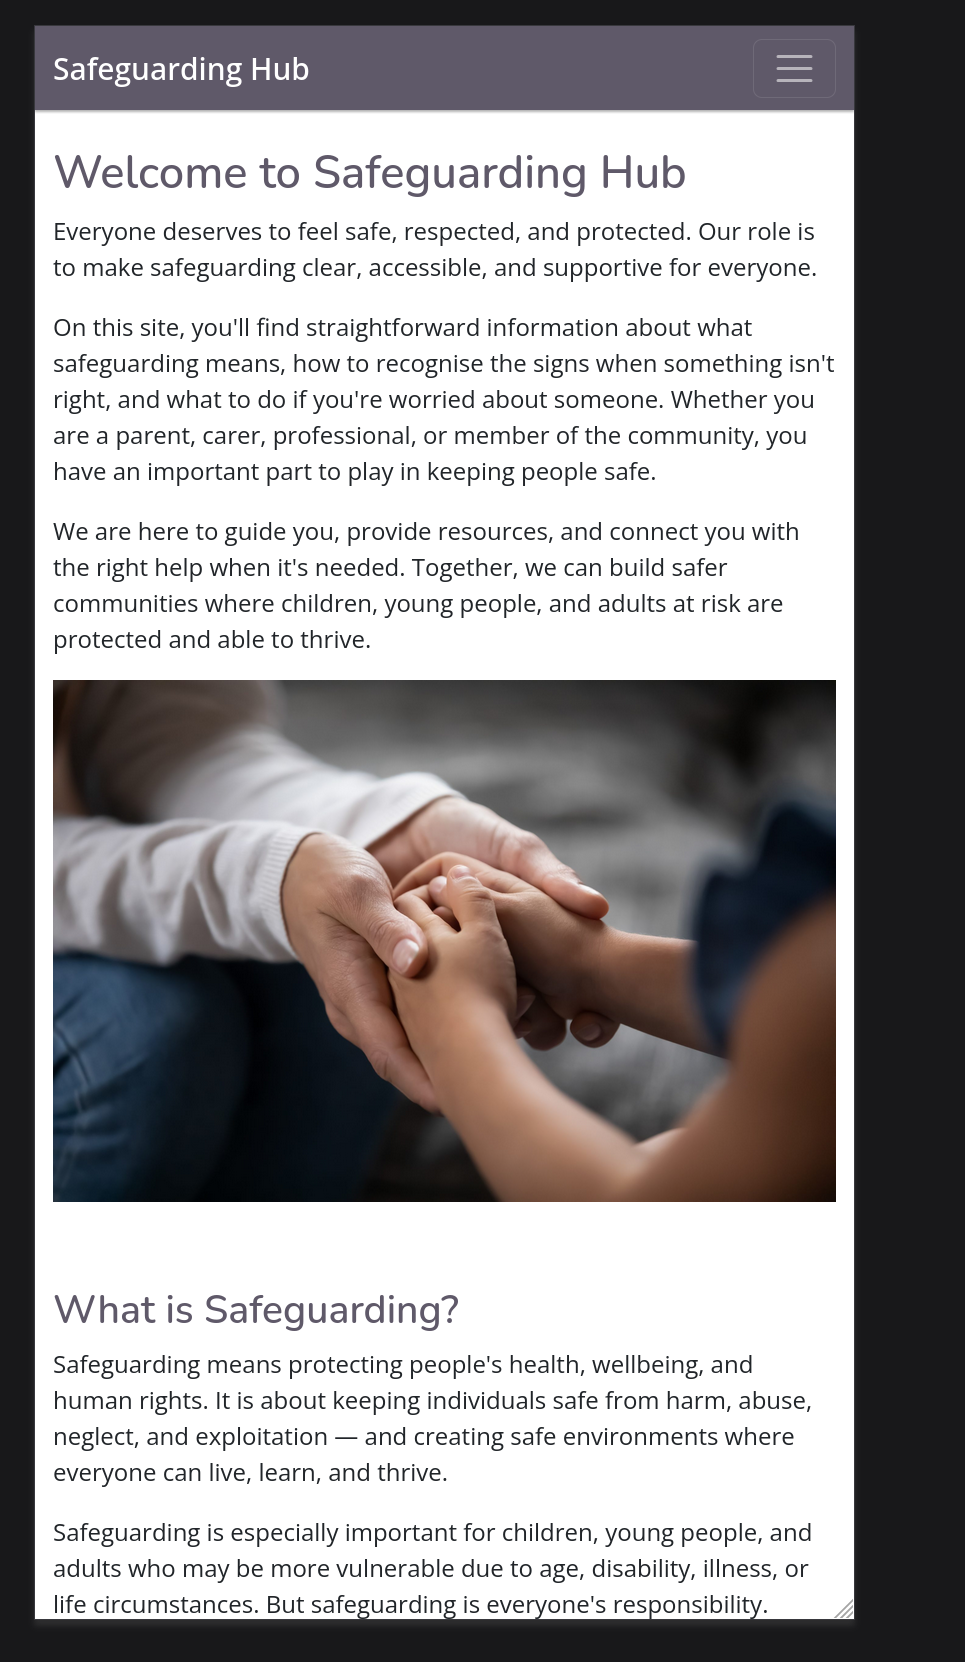 Safeguarding Hub
Welcome to Safeguarding Hub
Everyone deserves to feel safe, respected, and protected. Our role is
to make safeguarding clear, accessible, and supportive for everyone.
On this site, you'll find straightforward information about what
safeguarding means, how to recognise the signs when something isn't
right, and what to do if you're worried about someone. Whether you
are a parent, carer, professional, or member of the community, you
have an important part to play in keeping people safe.
We are here to guide you, provide resources, and connect you with
the right help when it's needed. Together, we can build safer
communities where children, young people, and adults at risk are
protected and able to thrive.
What is Safeguarding?
Safeguarding means protecting people's health, wellbeing, and
human rights. It is about keeping individuals safe from harm, abuse,
neglect, and exploitation — and creating safe environments where
everyone can live, learn, and thrive.
Safeguarding is especially important for children, young people, and
adults who may be more vulnerable due to age, disability, illness, or
life circumstances. But safeguarding is everyone's responsibility.